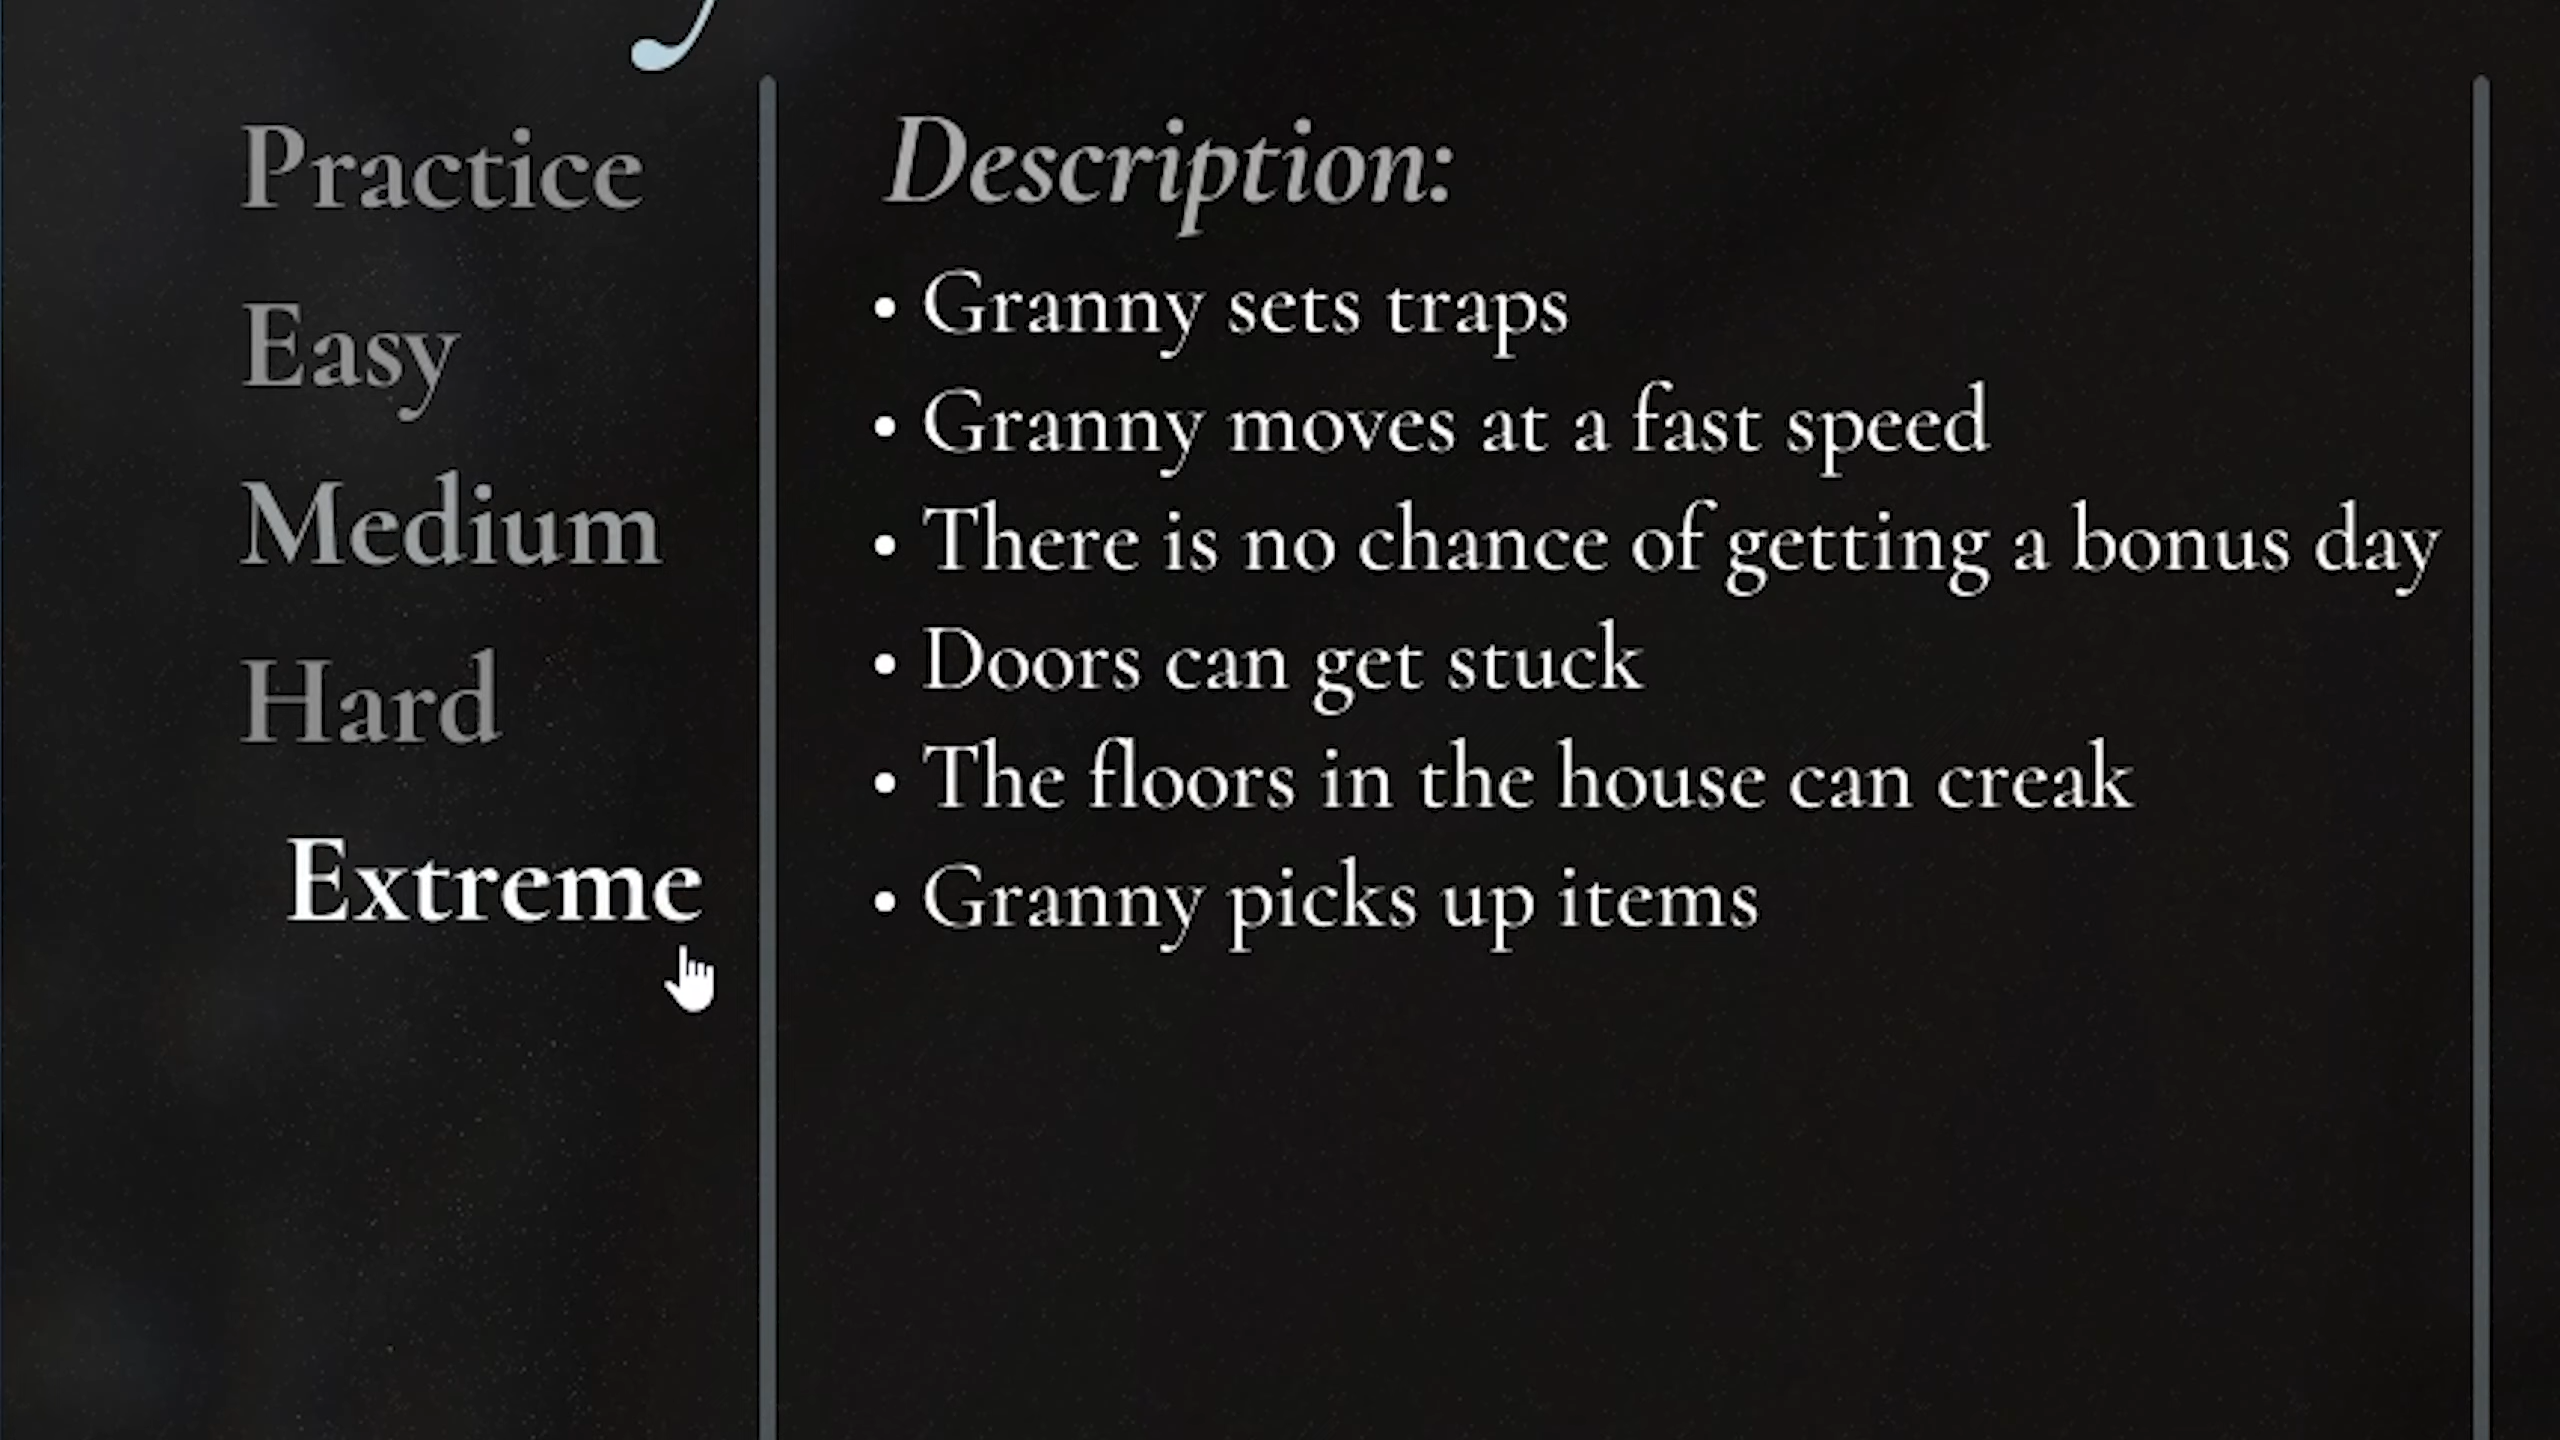 Practice
Easy
Medium
Hard
Extreme
Description:
• Granny sets traps
• Granny moves at a fast speed
• There is no chance of getting a bonus day
• Doors can get stuck
• The floors in the house can creak
• Granny picks up items